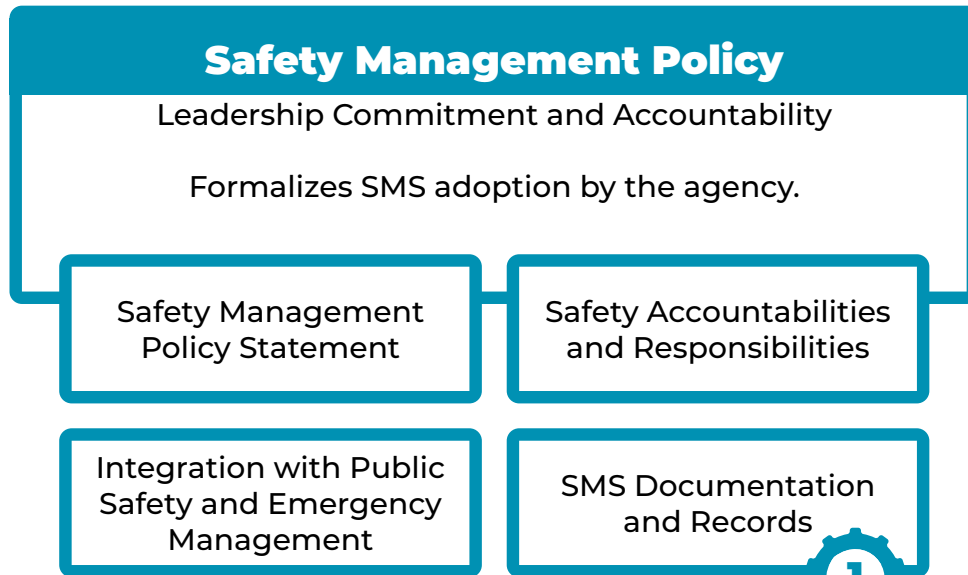 Safety Management Policy
Leadership Commitment and Accountability
Formalizes SMS adoption by the agency.
Safety Management
Policy Statement
Safety Accountabilities
and Responsibilities
Integration with Public
Safety and Emergency
Management
SMS Documentation
and Records
1